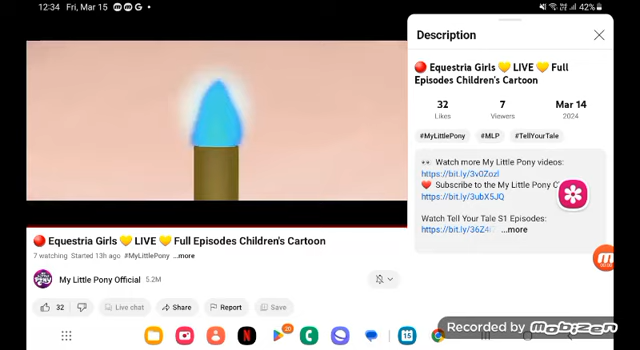 12:34 Fri, Mar 15
42%
Description
🔴 Equestria Girls 💛 LIVE 💛 Full
Episodes Children's Cartoon
32 7 Mar 14
Likes Viewers 2024
#MyLittlePony #MLP #TellYourTale
👀 Watch more My Little Pony videos:
https://bit.ly/3v0Zozl
❤️ Subscribe to the My Little Pony
https://bit.ly/3ubX5JQ
Watch Tell Your Tale S1 Episodes:
https://bit.ly/36Z4 ...more
🔴 Equestria Girls 💛 LIVE 💛 Full Episodes Children's Cartoon
7 watching Started 13h ago #MyLittlePony ...more
My Little Pony Official 5.2M
32 Live chat Share Report Save
Recorded by Mobizen